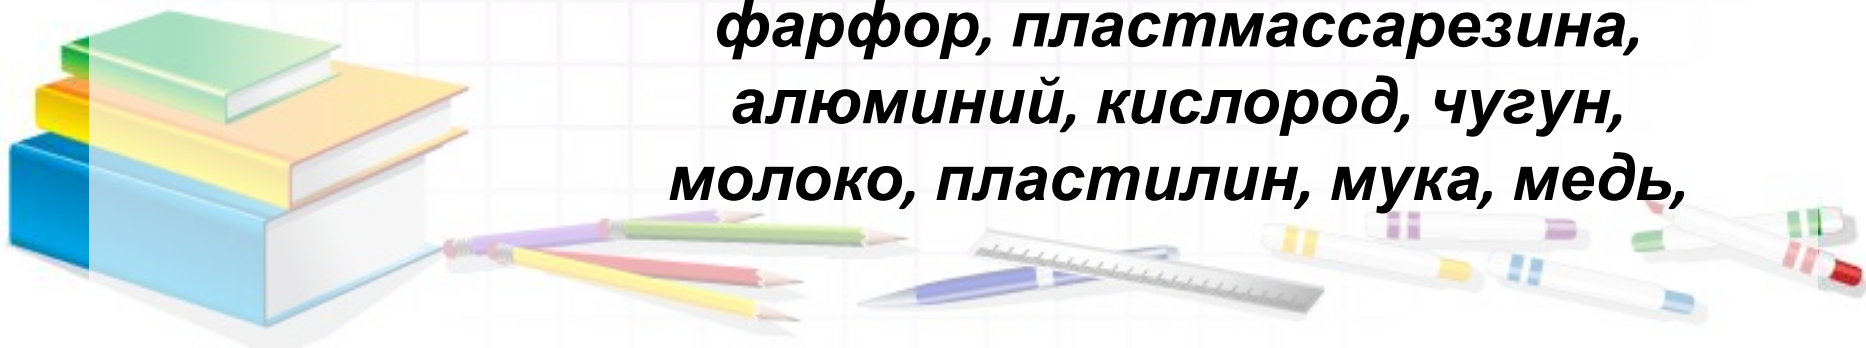 фарфор, пластмассарезина,
алюминий, кислород, чугун,
молоко, пластилин, мука, медь,